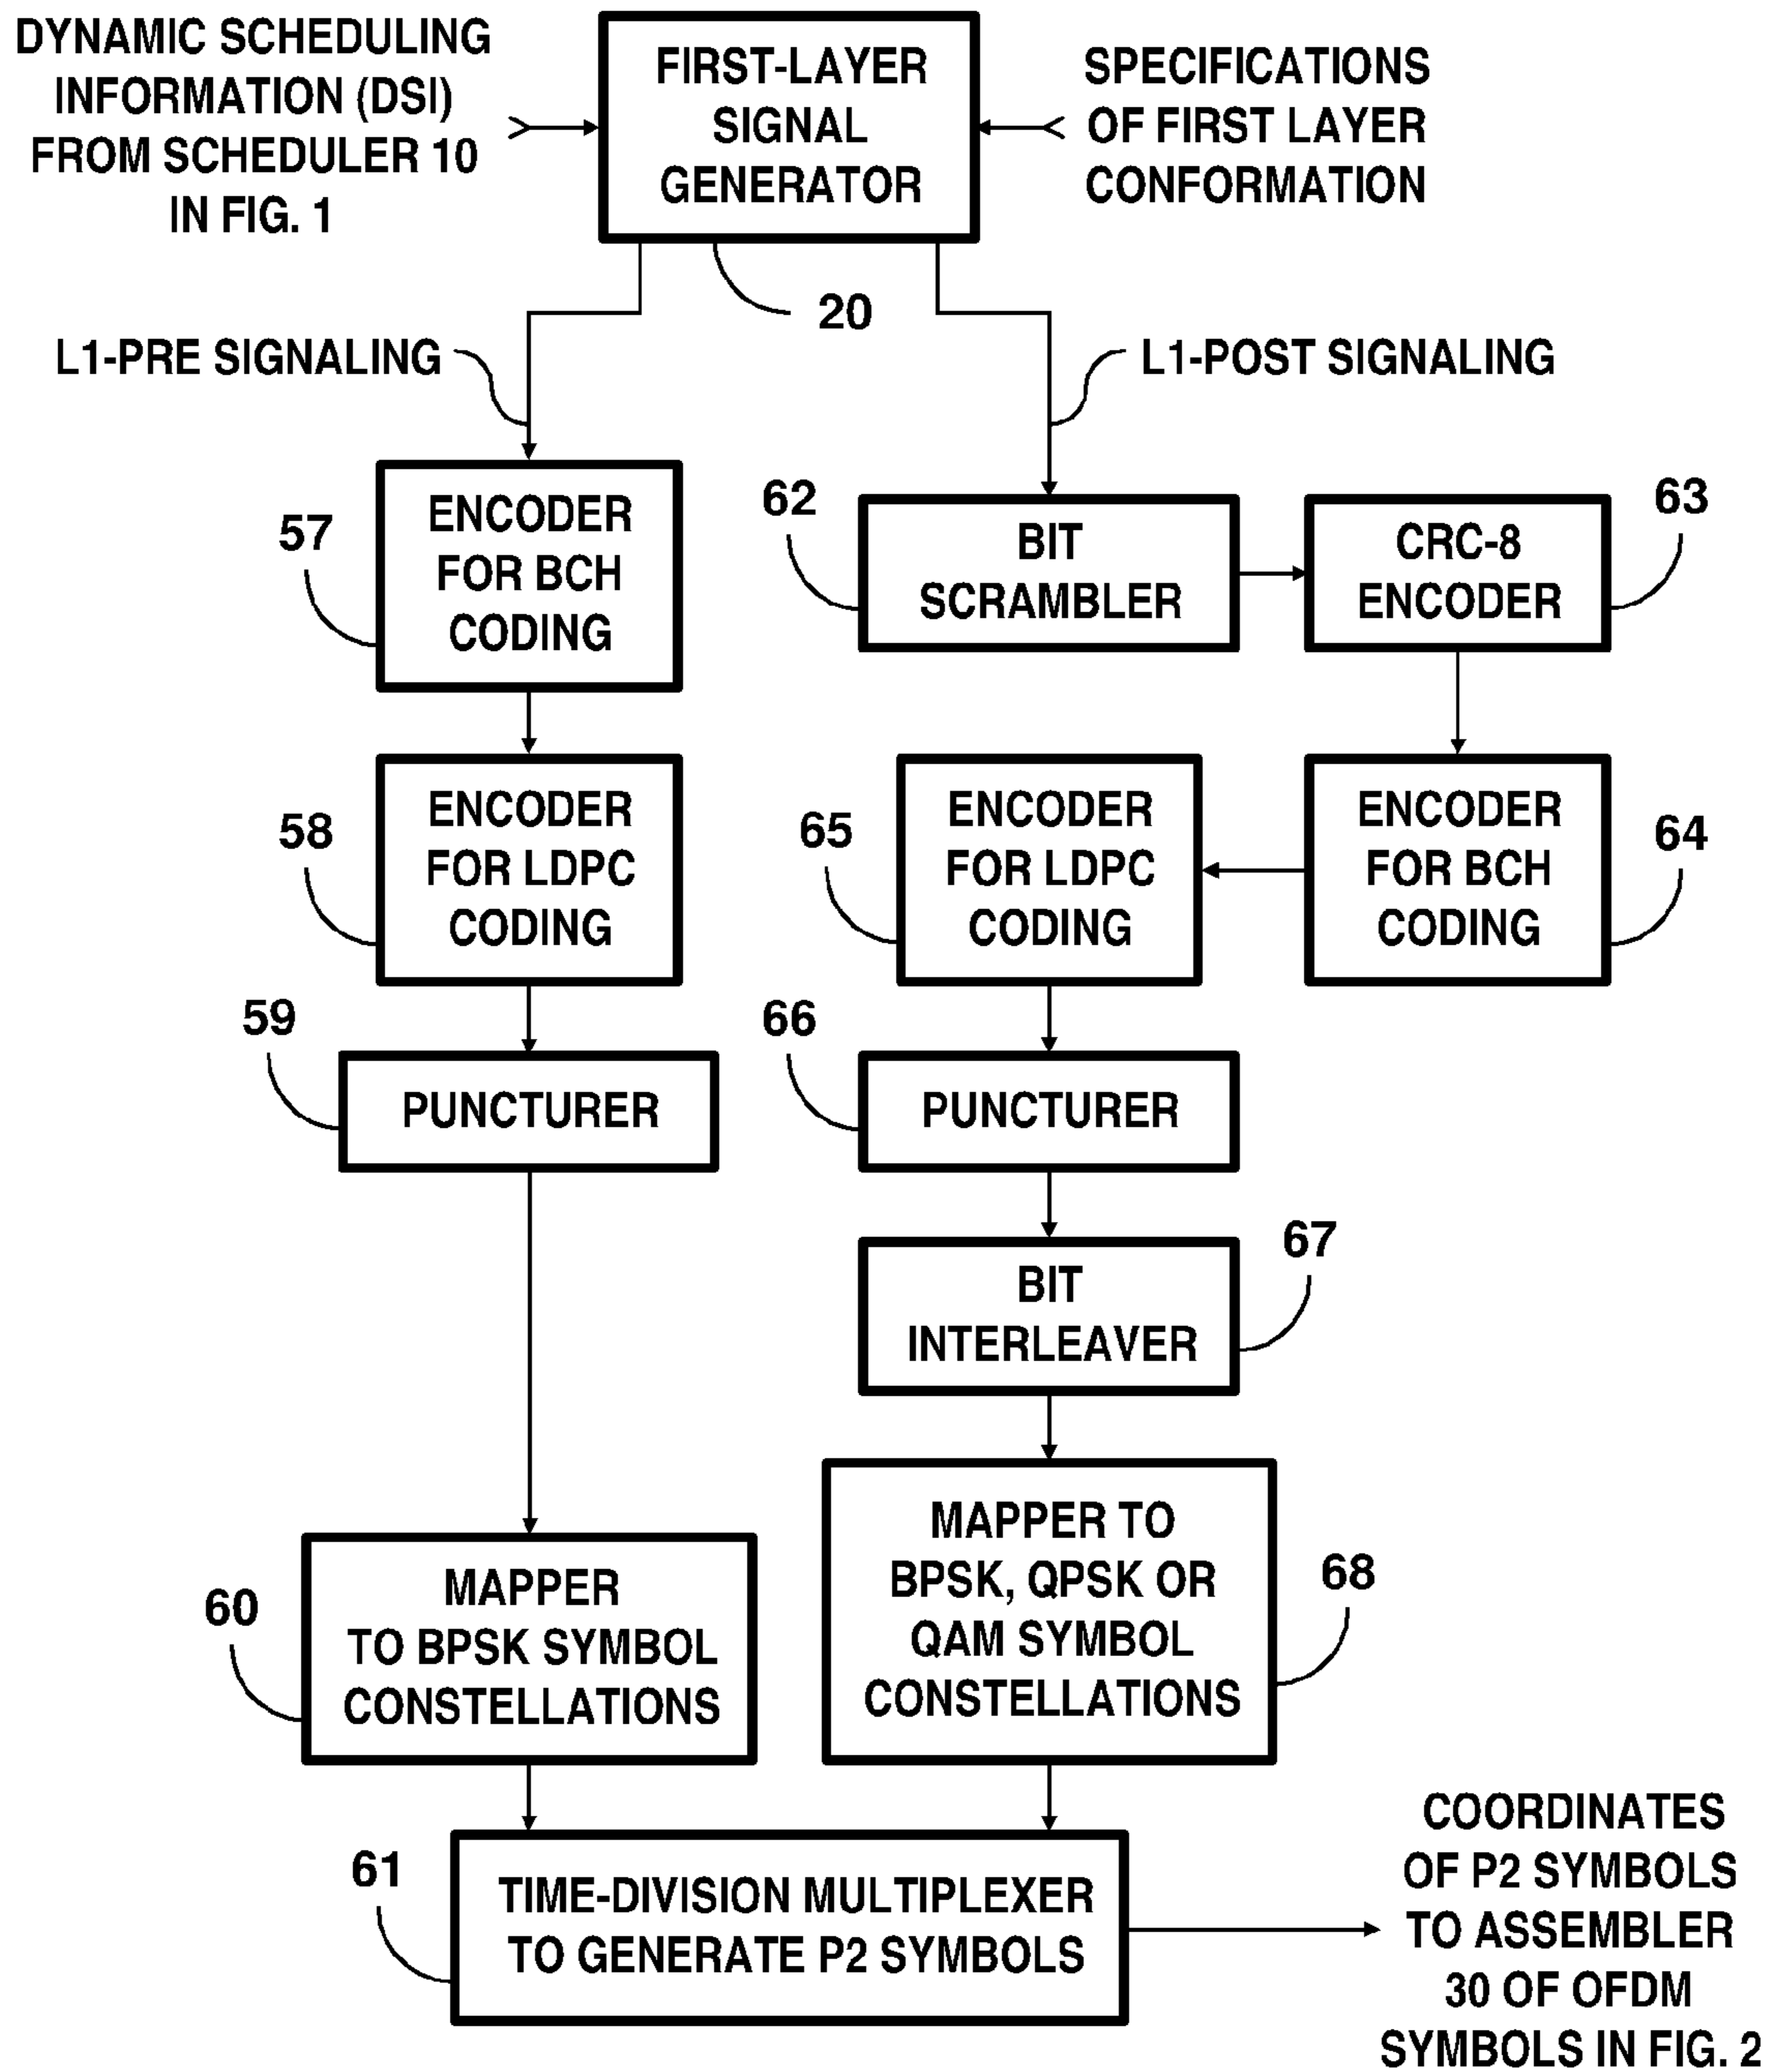 DYNAMIC SCHEDULING
INFORMATION (DSI)
FROM SCHEDULER 10
IN FIG. 1
FIRST-LAYER
SIGNAL
GENERATOR
SPECIFICATIONS
OF FIRST LAYER
CONFORMATION
20
L1-PRE SIGNALING
L1-POST SIGNALING
57
ENCODER
FOR BCH
CODING
62
BIT
SCRAMBLER
CRC-8
ENCODER
63
58
ENCODER
FOR LDPC
CODING
65
ENCODER
FOR LDPC
CODING
ENCODER
FOR BCH
CODING
64
59
PUNCTURER
66
PUNCTURER
BIT
INTERLEAVER
67
60
MAPPER
TO BPSK SYMBOL
CONSTELLATIONS
MAPPER TO
BPSK, QPSK OR
QAM SYMBOL
CONSTELLATIONS
68
61
TIME-DIVISION MULTIPLEXER
TO GENERATE P2 SYMBOLS
COORDINATES
OF P2 SYMBOLS
TO ASSEMBLER
30 OF OFDM
SYMBOLS IN FIG. 2